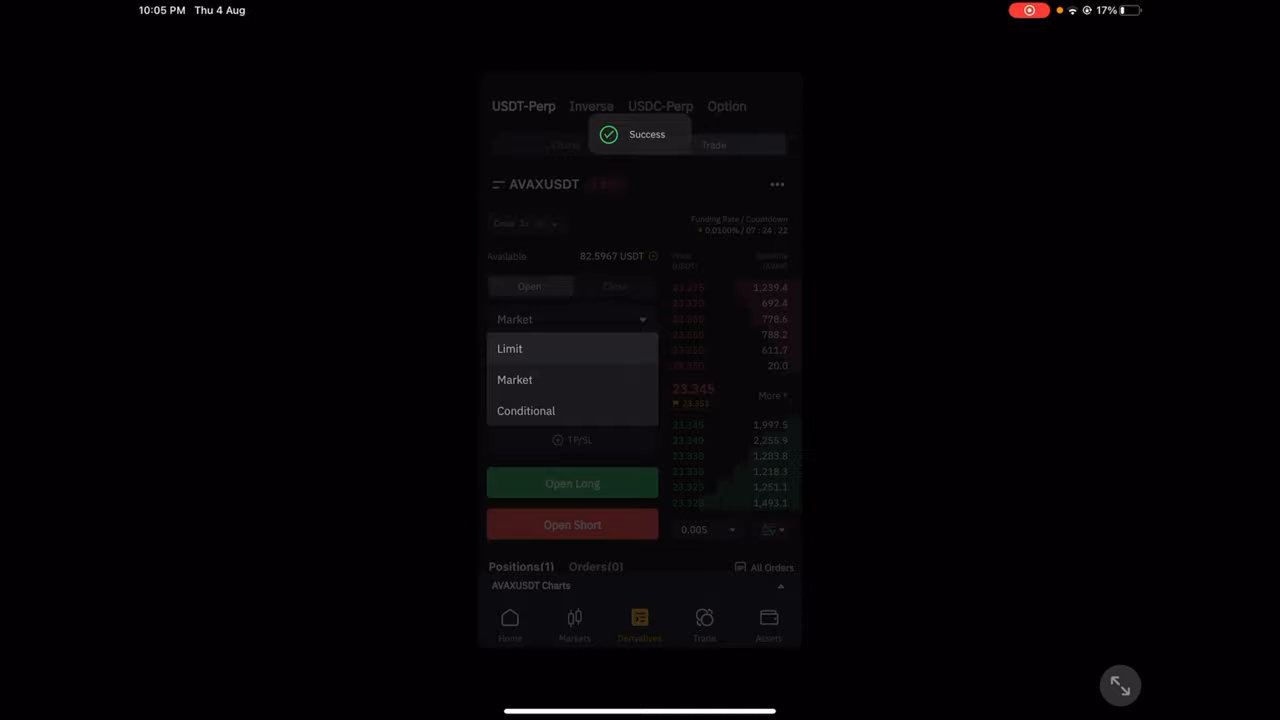 10:05 PM Thu 4 Aug
17%
USDT-Perp Inverse USDC-Perp Option
Success
Trade
AVAXUSDT
Funding Rate / Countdown
0.0100% / 07 : 24 : 22
Available 82.5967 USDT
(USDT)
Open Close
Market
Limit
Market
Conditional
TP/SL
Open Long
Open Short
1,239.4
692.4
778.6
788.2
611.7
20.0
23.345
23.353
More
1,997.5
2,255.9
1,283.8
1,218.3
1,251.1
1,493.1
0.005
Positions(1) Orders(0) All Orders
AVAXUSDT Charts
Home Markets Derivatives Trade Assets